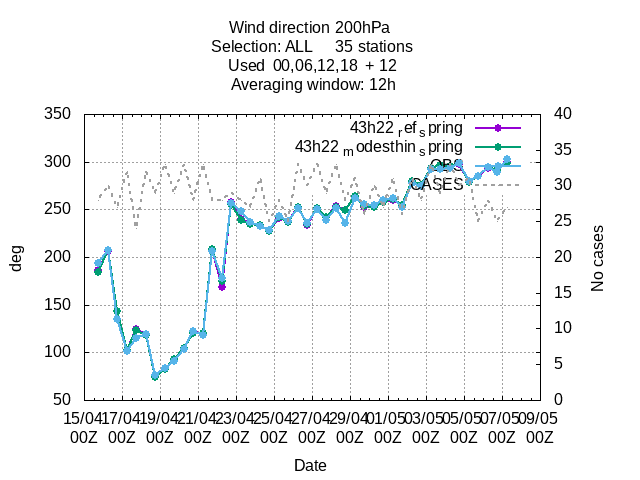 Wind direction 200hPa
Selection: ALL 35 stations
Used 00,06,12,18 + 12
Averaging window: 12h
350 40
43h22 ref spring
43h22 modesthin spring
OBS
CASES
35
300
30
250
25
200
20
15
150
10
100
5
50
0
deg
No cases
15/04 17/04 19/04 21/04 23/04 25/04 27/04 29/04 01/05 03/05 05/05 07/05 09/05
00Z 00Z 00Z 00Z 00Z 00Z 00Z 00Z 00Z 00Z 00Z 00Z 00Z
Date